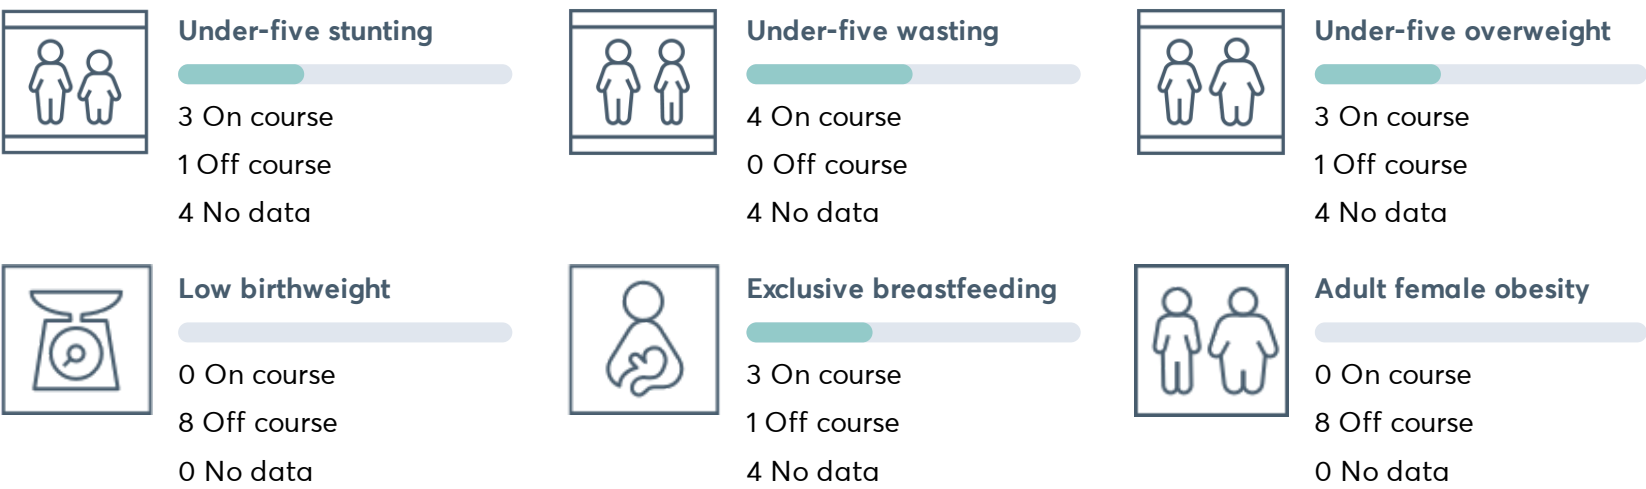 Under-five stunting
3 On course
1 Off course
4 No data
Under-five wasting
4 On course
0 Off course
4 No data
Under-five overweight
3 On course
1 Off course
4 No data
Low birthweight
0 On course
8 Off course
0 No data
Exclusive breastfeeding
3 On course
1 Off course
4 No data
Adult female obesity
0 On course
8 Off course
0 No data